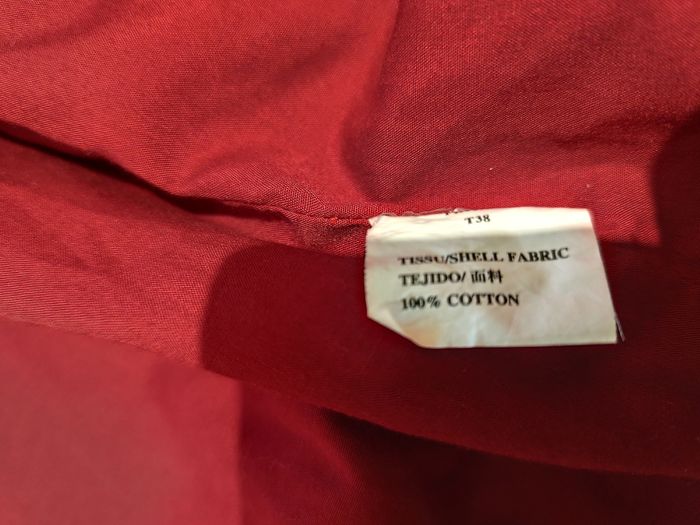 T38
TISSU/SHELL FABRIC
TEJIDO/ 面料
100% COTTON